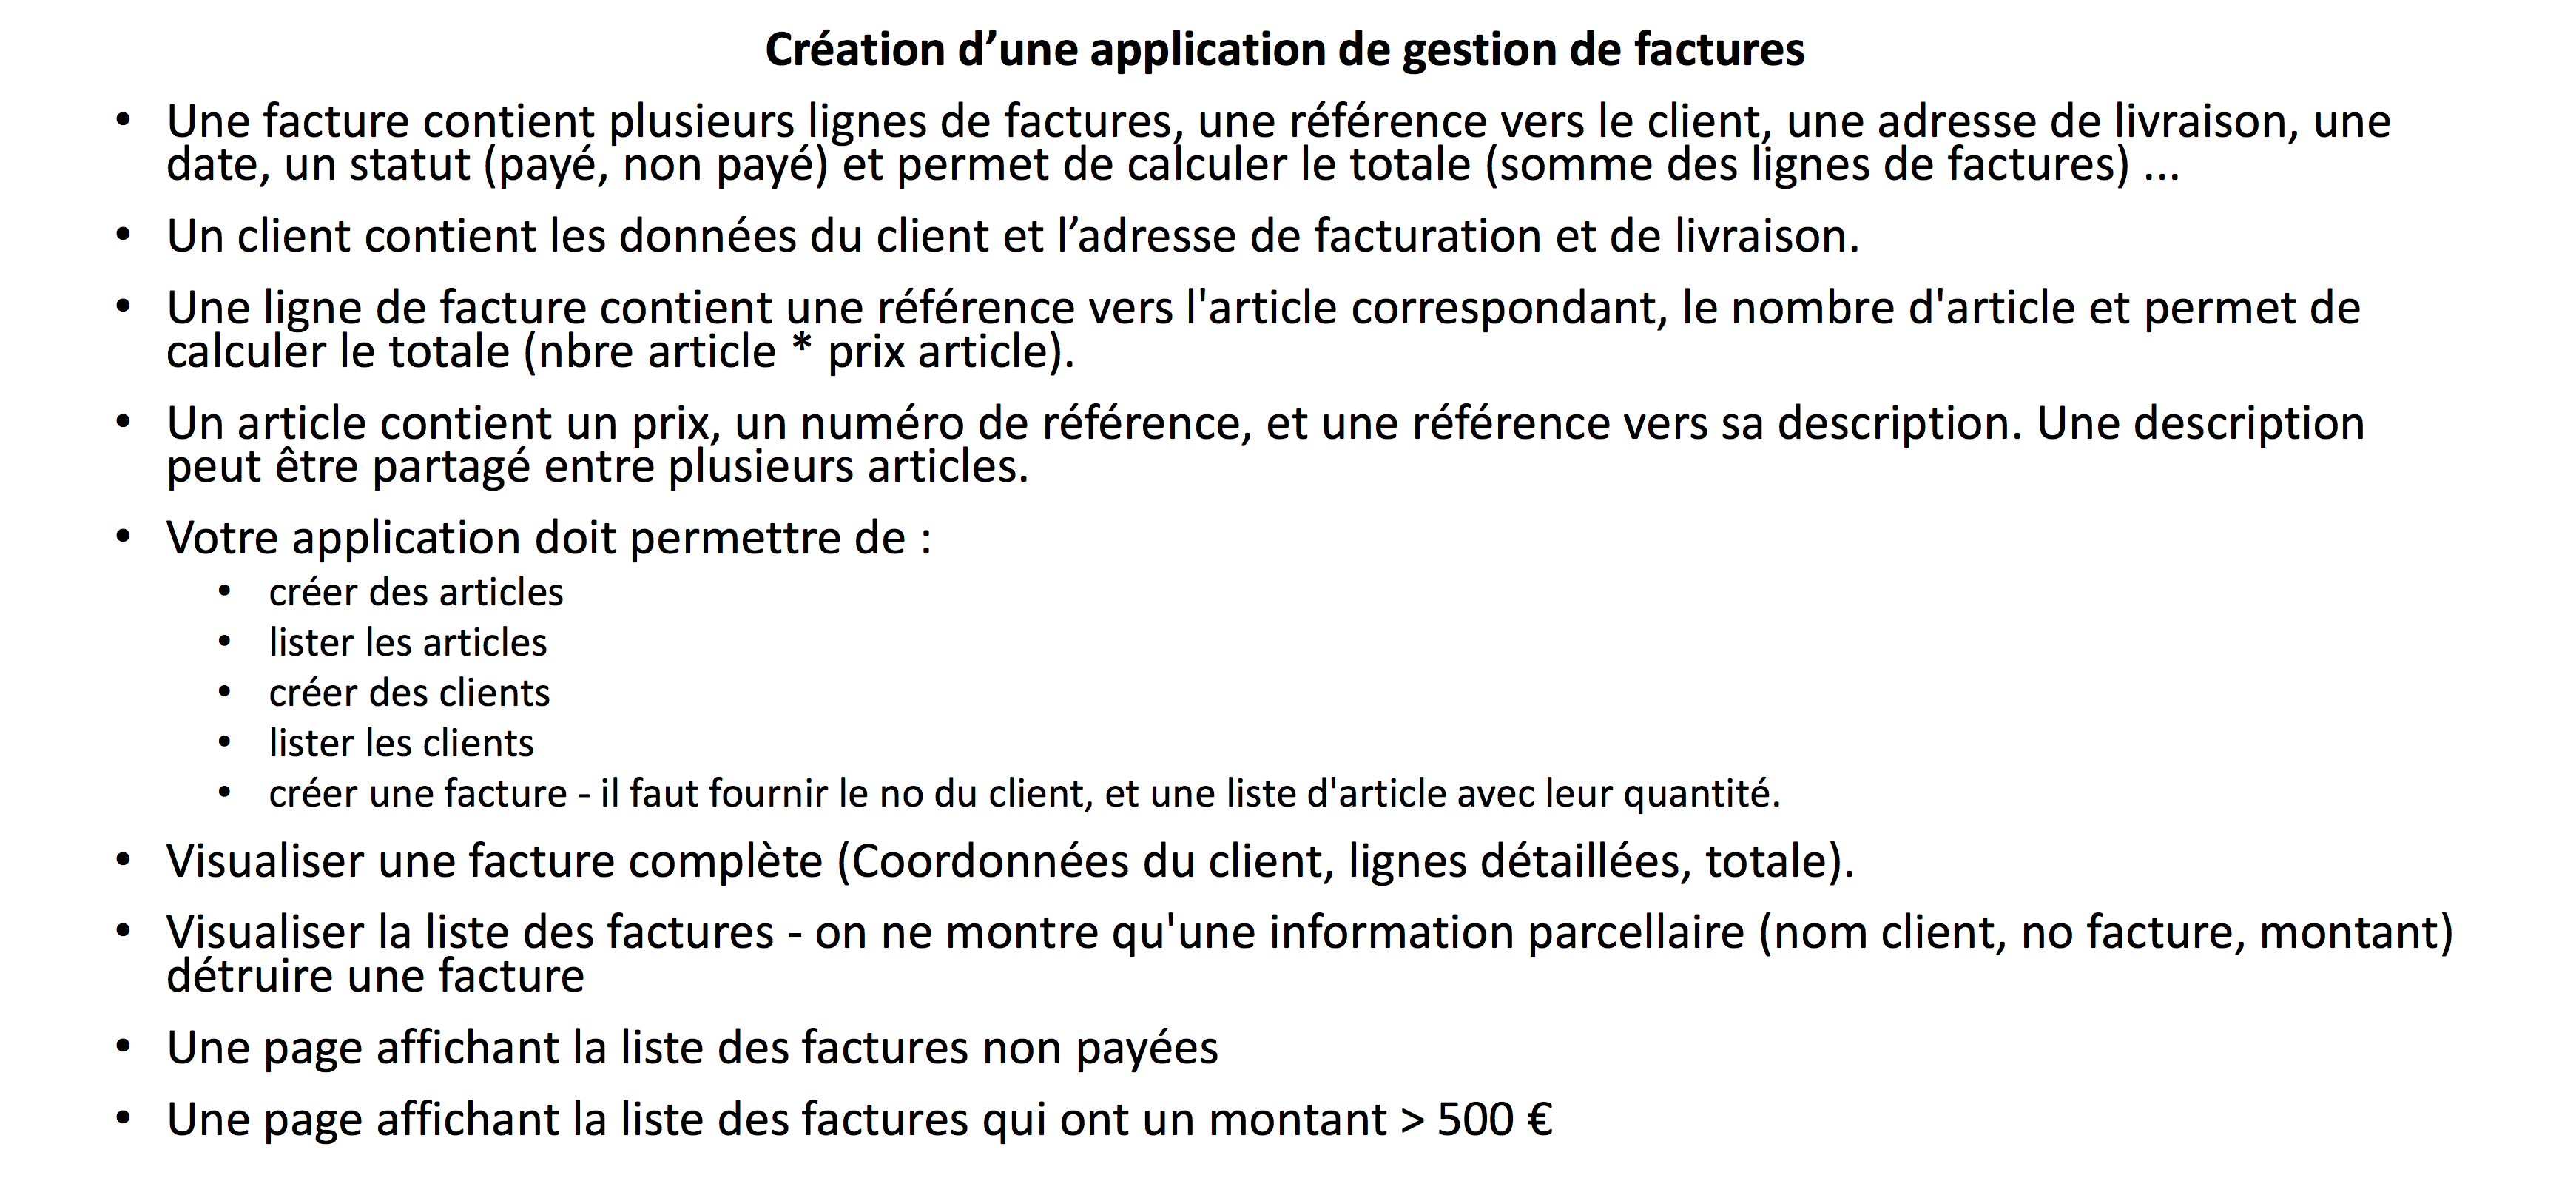 Création d’une application de gestion de factures
• Une facture contient plusieurs lignes de factures, une référence vers le client, une adresse de livraison, une
date, un statut (payé, non payé) et permet de calculer le totale (somme des lignes de factures) ...
• Un client contient les données du client et l’adresse de facturation et de livraison.
• Une ligne de facture contient une référence vers l'article correspondant, le nombre d'article et permet de
calculer le totale (nbre article * prix article).
• Un article contient un prix, un numéro de référence, et une référence vers sa description. Une description
peut être partagé entre plusieurs articles.
• Votre application doit permettre de :
• créer des articles
• lister les articles
• créer des clients
• lister les clients
• créer une facture - il faut fournir le no du client, et une liste d'article avec leur quantité.
• Visualiser une facture complète (Coordonnées du client, lignes détaillées, totale).
• Visualiser la liste des factures - on ne montre qu'une information parcellaire (nom client, no facture, montant)
détruire une facture
• Une page affichant la liste des factures non payées
• Une page affichant la liste des factures qui ont un montant > 500 €